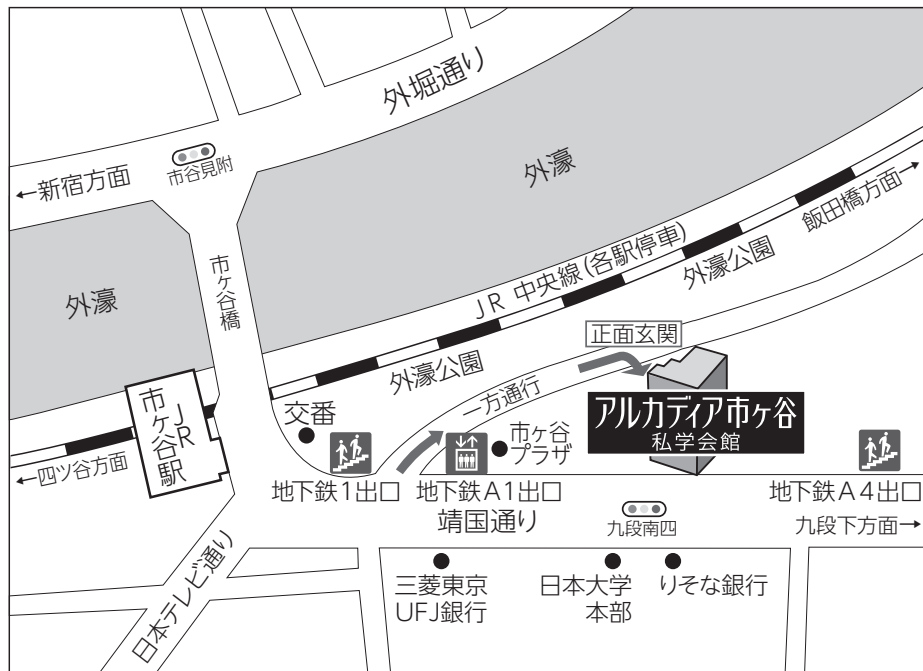 外堀通り
市谷見附
←新宿方面
外濠
飯田橋方面→
外濠
市ヶ谷橋
JR 中央線(各駅停車)
外濠公園
正面玄関
外濠公園
一方通行
アルカディア市ヶ谷
私学会館
JR
市ヶ谷駅
交番
市ヶ谷
プラザ
←四ツ谷方面
地下鉄1出口
地下鉄A1出口
地下鉄A4出口
靖国通り
九段南四
九段下方面→
日本テレビ通り
三菱東京
UFJ銀行
日本大学
本部
りそな銀行